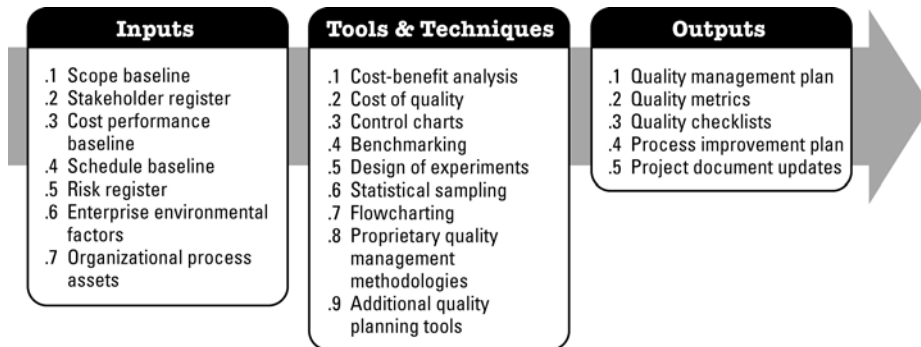 Inputs
.1 Scope baseline
.2 Stakeholder register
.3 Cost performance
baseline
.4 Schedule baseline
.5 Risk register
.6 Enterprise environmental
factors
.7 Organizational process
assets
Tools & Techniques
.1 Cost-benefit analysis
.2 Cost of quality
.3 Control charts
.4 Benchmarking
.5 Design of experiments
.6 Statistical sampling
.7 Flowcharting
.8 Proprietary quality
management
methodologies
.9 Additional quality
planning tools
Outputs
.1 Quality management plan
.2 Quality metrics
.3 Quality checklists
.4 Process improvement plan
.5 Project document updates